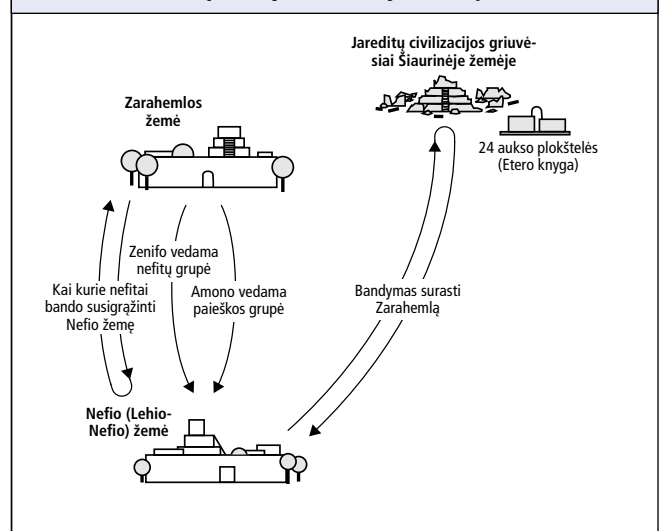 Jareditų civilizacijos griuvė-
siai Šiaurinėje žemėje
Zarahemlos
žemė
24 aukso plokštelės
(Etero knyga)
Zenifo vedama
nefitų grupė
Kai kurie nefitai
bando susigrąžinti
Nefio žemę
Amono vedama
paieškos grupė
Bandymas surasti
Zarahemlą
Nefio (Lehio-
Nefio) žemė